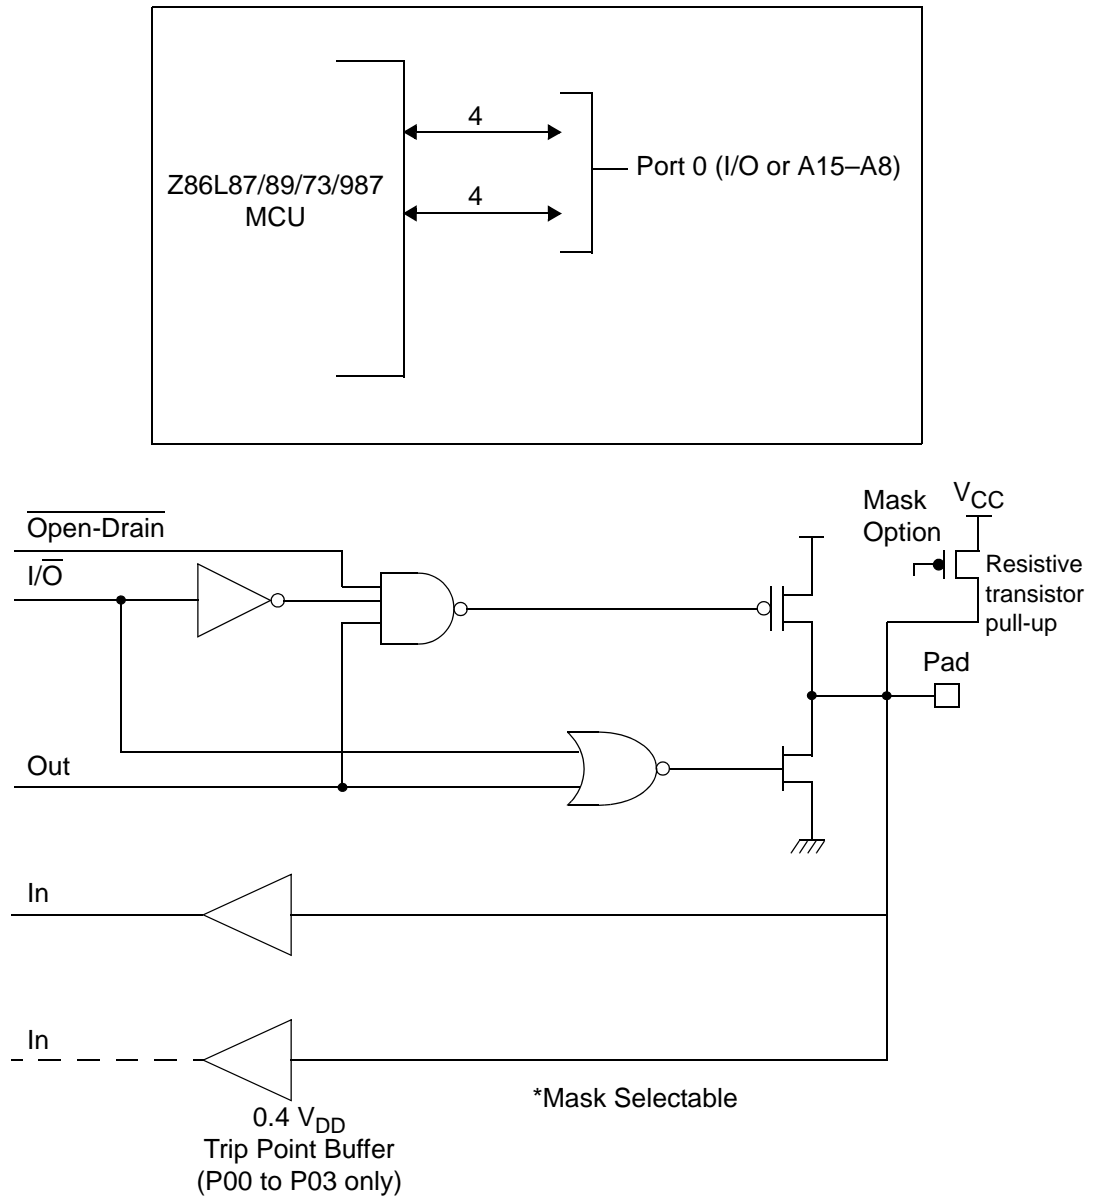 4
Z86L87/89/73/987
MCU
4
Port 0 (I/O or A15–A8)
Open-Drain
I/O
Mask
Option
VCC
Resistive
transistor
pull-up
Pad
Out
In
In
*Mask Selectable
0.4 VDD
Trip Point Buffer
(P00 to P03 only)